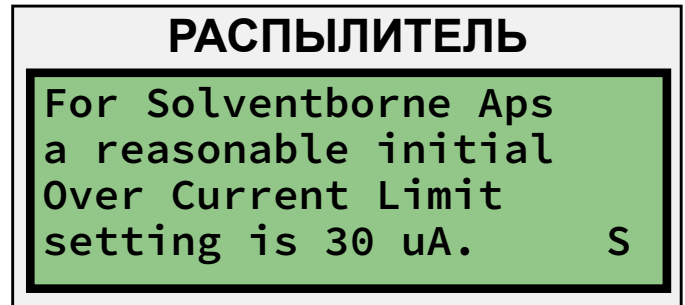 РАСПЫЛИТЕЛЬ
For Solventborne Aps
a reasonable initial
Over Current Limit
setting is 30 uA. S